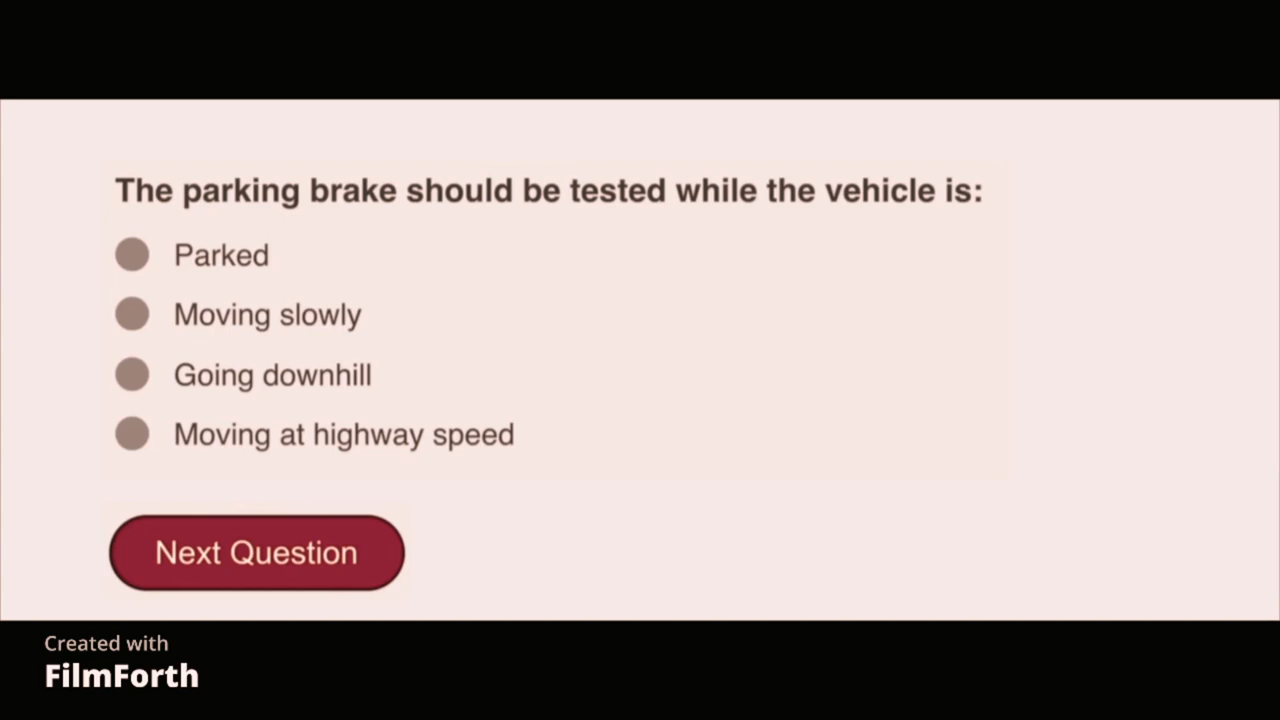 The parking brake should be tested while the vehicle is:
Parked
Moving slowly
Going downhill
Moving at highway speed
Next Question
Created with
FilmForth